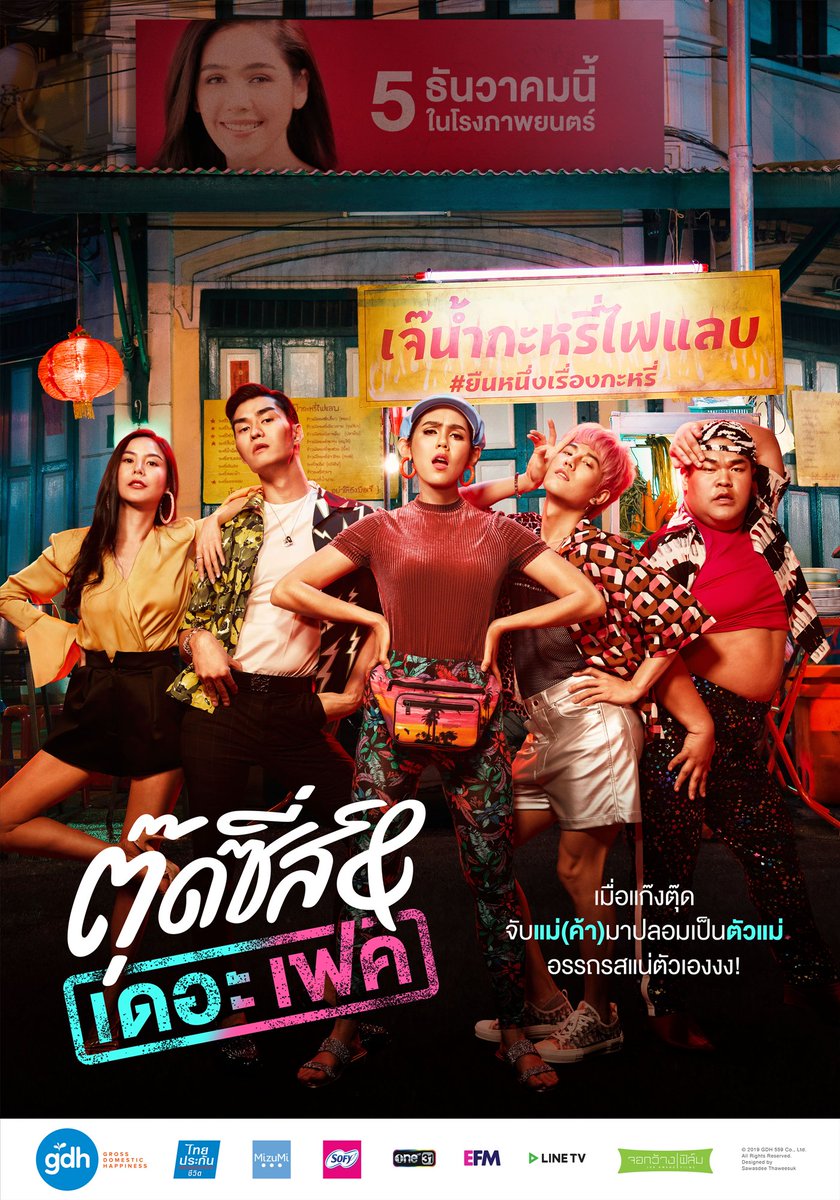 5 ธันวาคมนี้
ในโรงภาพยนตร์
เจ๊น้ำกะหรี่ไฟแลบ
#ยืนหนึ่งเรื่องกะหรี่
ตุ๊ดซี่ส์ &
เดอะ เฟค
เมื่อแก๊งตุ๊ด
จับแม่(ค้า)มาปลอมเป็นตัวแม่
อรรถรสแน่ตัวเองงง!
gdh
GROSS
DOMESTIC
HAPPINESS
ไทย
ประกัน
ชีวิต
MizuMi
SOFY
one 31
EFM
LINE TV
จอกว้างฟิล์ม
© 2019 GDH 559 Co., Ltd.
All Rights Reserved.
Designed by
Sawasdee Thaweesuk